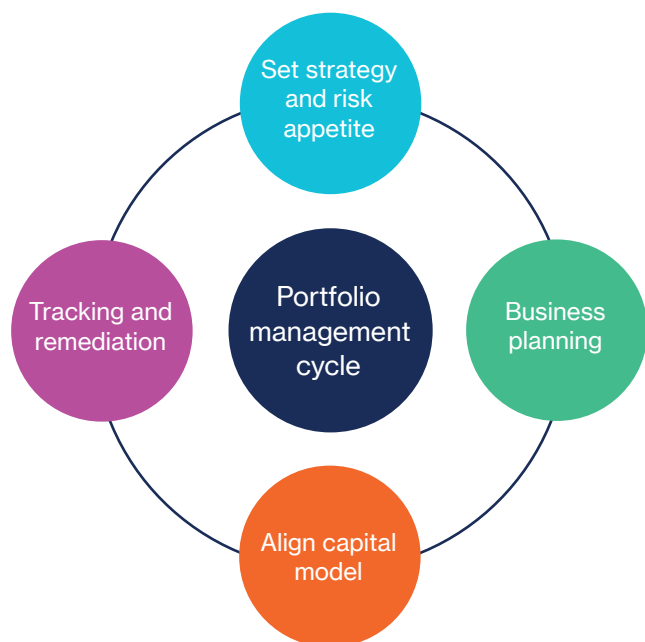 Set strategy
and risk
appetite
Tracking and
remediation
Portfolio
management
cycle
Business
planning
Align capital
model